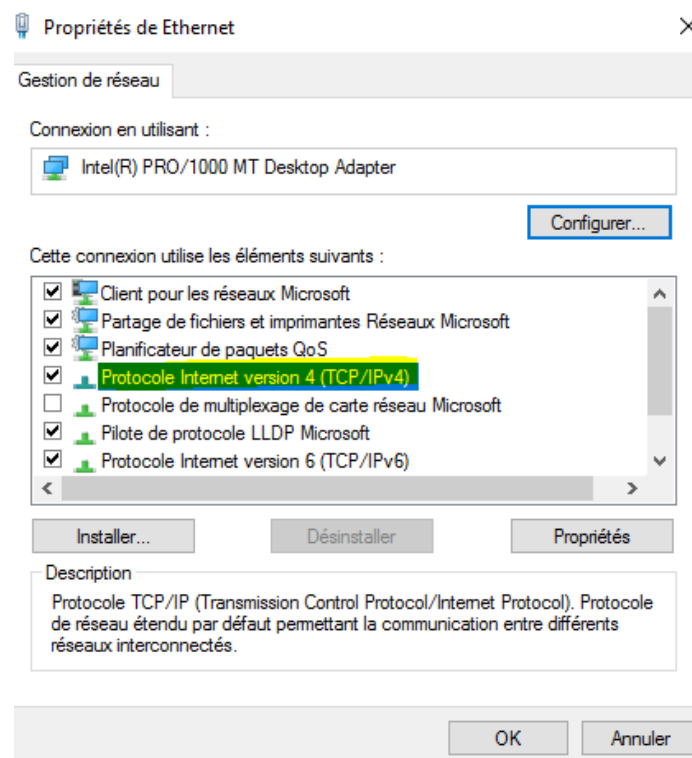 Propriétés de Ethernet
Gestion de réseau
Connexion en utilisant :
Intel(R) PRO/1000 MT Desktop Adapter
Configurer...
Cette connexion utilise les éléments suivants :
Client pour les réseaux Microsoft
Partage de fichiers et imprimantes Réseaux Microsoft
Planificateur de paquets QoS
Protocole Internet version 4 (TCP/IPv4)
Protocole de multiplexage de carte réseau Microsoft
Pilote de protocole LLDP Microsoft
Protocole Internet version 6 (TCP/IPv6)
Installer...
Désinstaller
Propriétés
Description
Protocole TCP/IP (Transmission Control Protocol/Internet Protocol). Protocole
de réseau étendu par défaut permettant la communication entre différents
réseaux interconnectés.
OK
Annuler